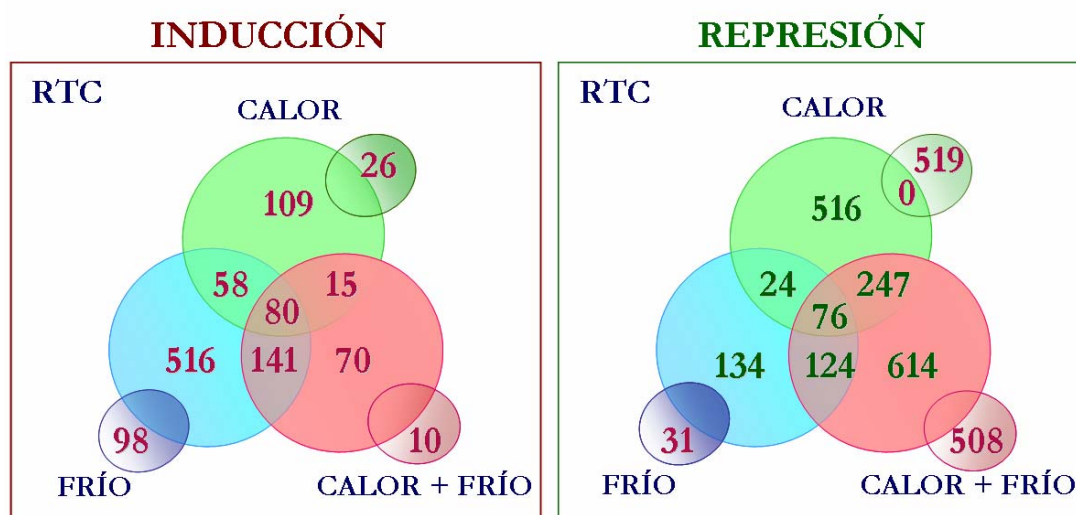 INDUCCIÓN
RTC
CALOR
26
109
58
15
80
516
141
70
98
10
FRÍO
CALOR + FRÍO
REPRESIÓN
RTC
CALOR
519
0
516
24
247
76
134
124
614
31
508
FRÍO
CALOR + FRÍO